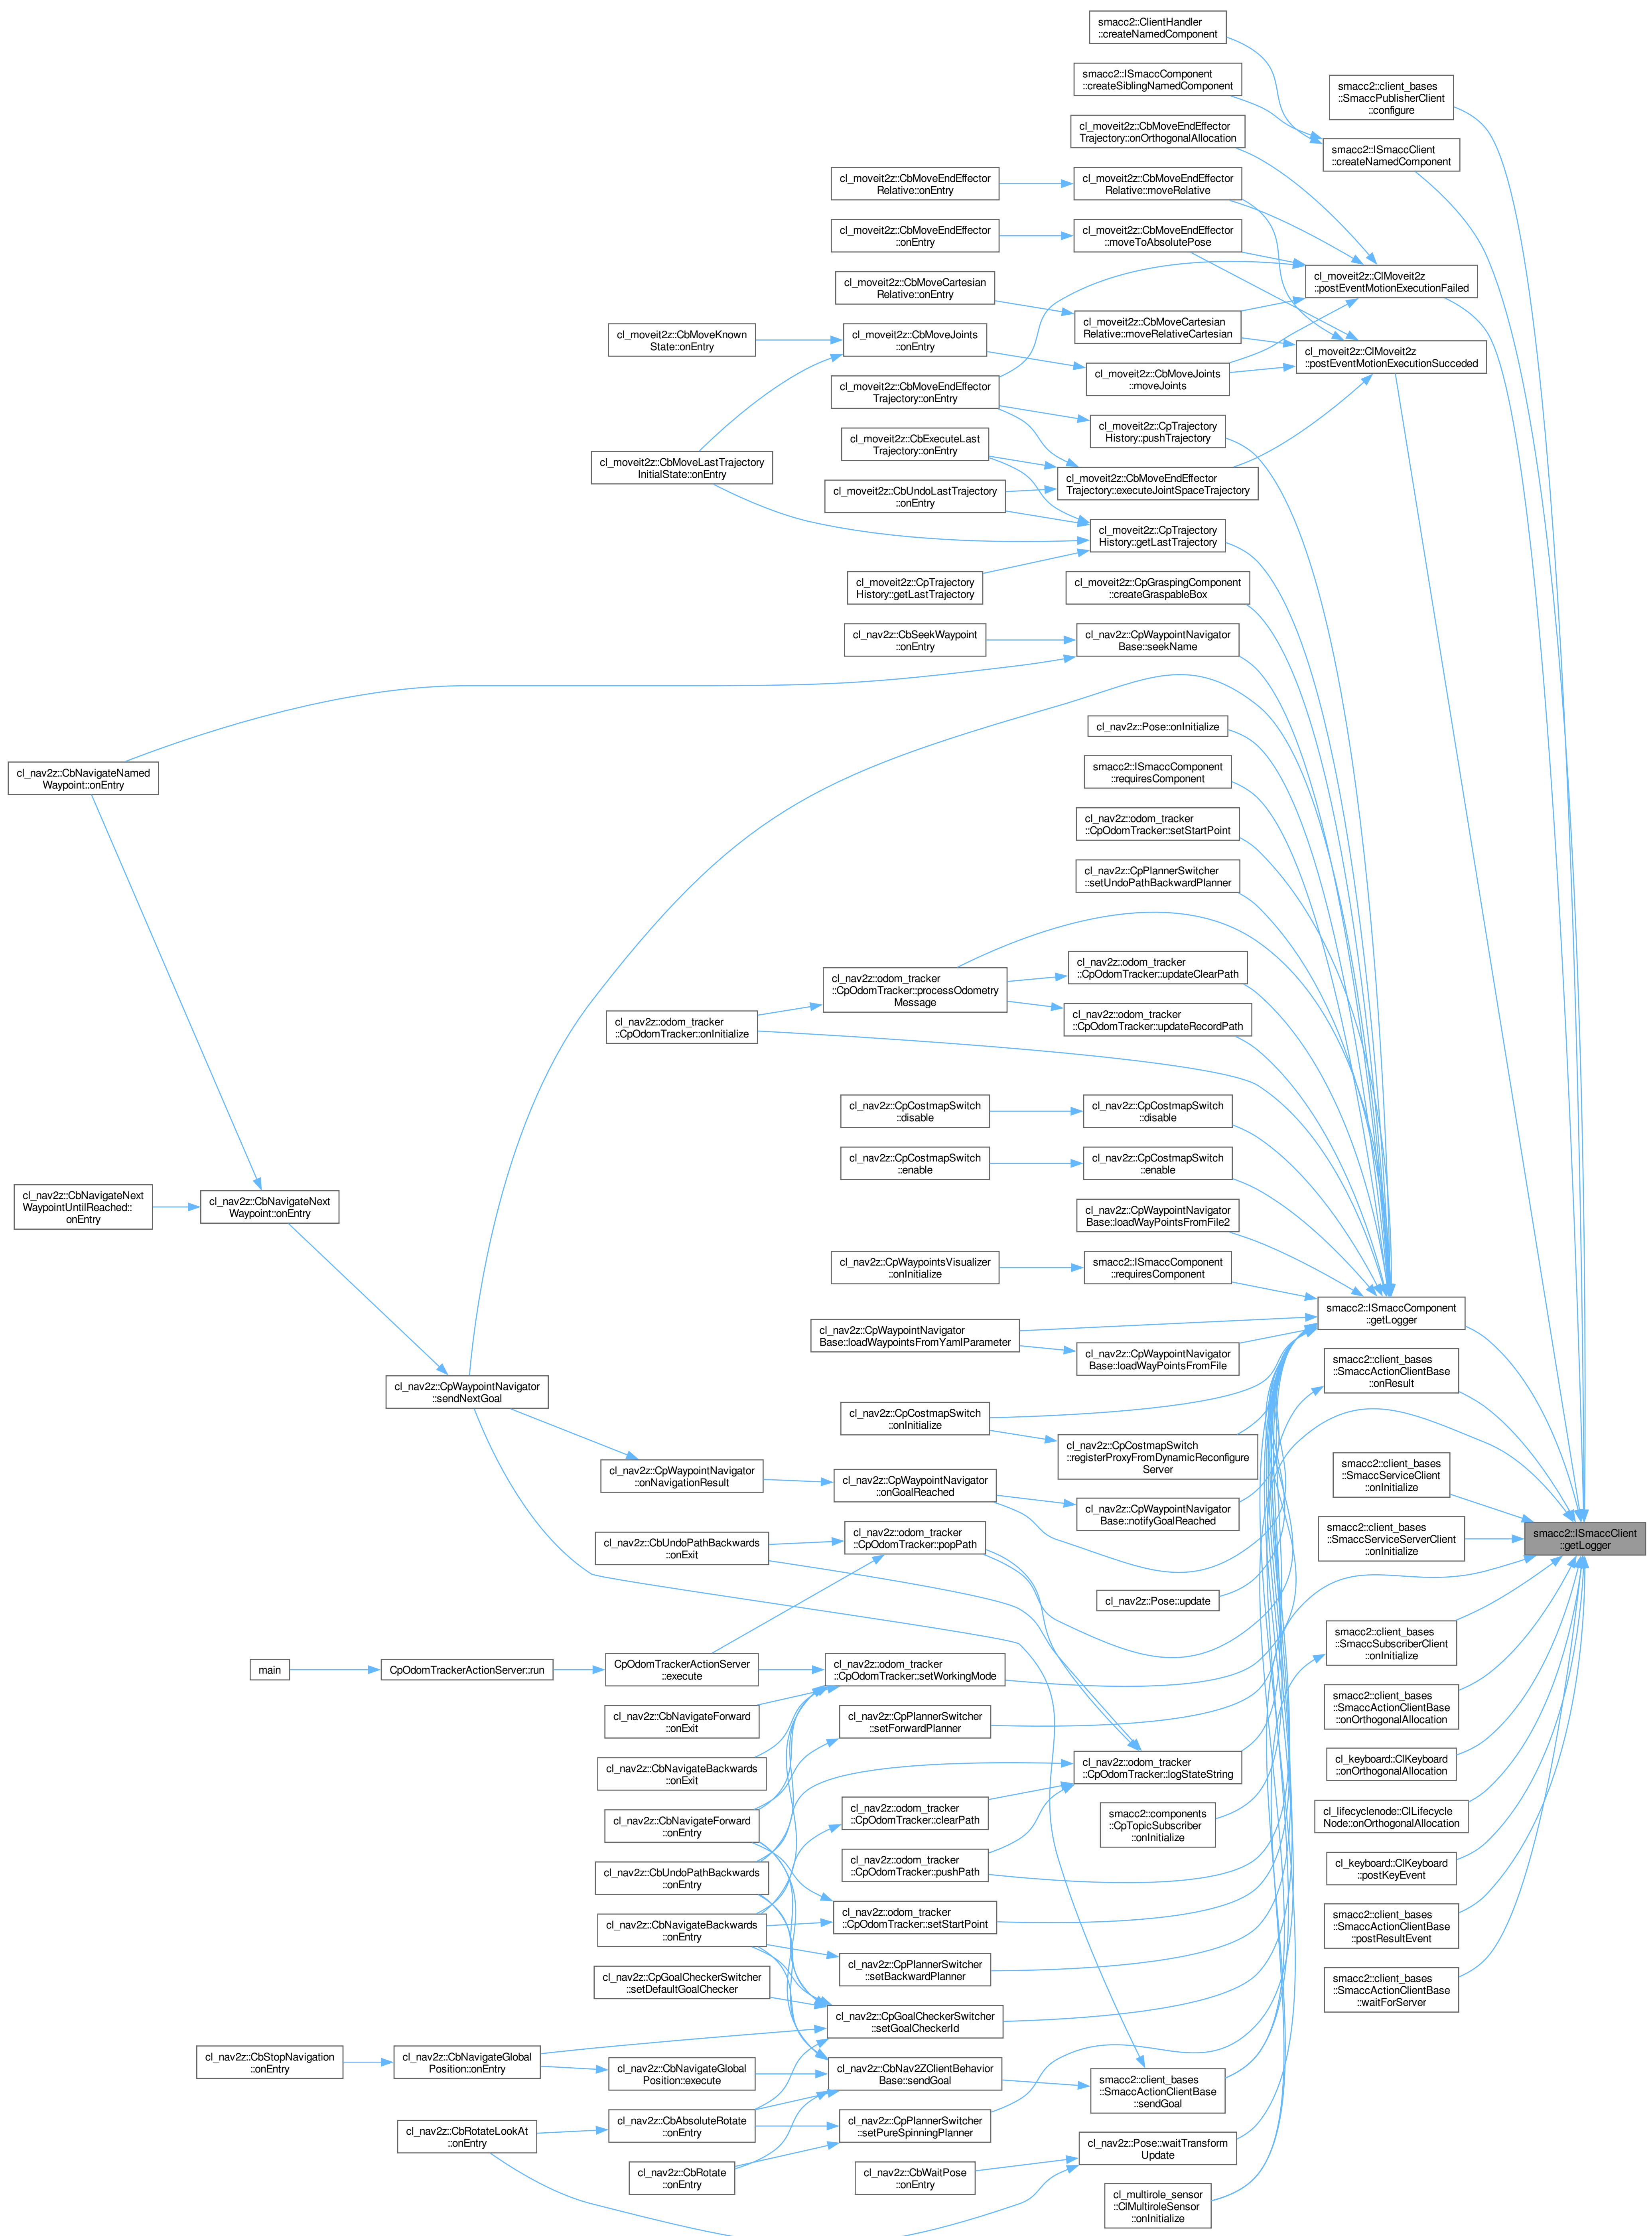 smacc2::ClientHandler
::createNamedComponent
smacc2::ISmaccComponent
::createSiblingNamedComponent
smacc2::client_bases
::SmaccPublisherClient
::configure
cl_moveit2z::CbMoveEndEffector
Trajectory::onOrthogonalAllocation
smacc2::ISmaccClient
::createNamedComponent
cl_moveit2z::CbMoveEndEffector
Relative::onEntry
cl_moveit2z::CbMoveEndEffector
Relative::moveRelative
cl_moveit2z::CbMoveEndEffector
::onEntry
cl_moveit2z::CbMoveEndEffector
::moveToAbsolutePose
cl_moveit2z::ClMoveit2z
::postEventMotionExecutionFailed
cl_moveit2z::CbMoveCartesian
Relative::onEntry
cl_moveit2z::CbMoveCartesian
Relative::moveRelativeCartesian
cl_moveit2z::CbMoveKnown
State::onEntry
cl_moveit2z::CbMoveJoints
::onEntry
cl_moveit2z::ClMoveit2z
::postEventMotionExecutionSucceded
cl_moveit2z::CbMoveJoints
::moveJoints
cl_moveit2z::CbMoveEndEffector
Trajectory::onEntry
cl_moveit2z::CpTrajectory
History::pushTrajectory
cl_moveit2z::CbExecuteLast
Trajectory::onEntry
cl_moveit2z::CbMoveLastTrajectory
InitialState::onEntry
cl_moveit2z::CbMoveEndEffector
Trajectory::executeJointSpaceTrajectory
cl_moveit2z::CbUndoLastTrajectory
::onEntry
cl_moveit2z::CpTrajectory
History::getLastTrajectory
cl_moveit2z::CpTrajectory
History::getLastTrajectory
cl_moveit2z::CpGraspingComponent
::createGraspableBox
cl_nav2z::CbSeekWaypoint
::onEntry
cl_nav2z::CpWaypointNavigator
Base::seekName
cl_nav2z::Pose::onInitialize
cl_nav2z::CbNavigateNamed
Waypoint::onEntry
smacc2::ISmaccComponent
::requiresComponent
cl_nav2z::odom_tracker
::CpOdomTracker::setStartPoint
cl_nav2z::CpPlannerSwitcher
::setUndoPathBackwardPlanner
cl_nav2z::odom_tracker
::CpOdomTracker::updateClearPath
cl_nav2z::odom_tracker
::CpOdomTracker::processOdometry
Message
cl_nav2z::odom_tracker
::CpOdomTracker::onInitialize
cl_nav2z::odom_tracker
::CpOdomTracker::updateRecordPath
cl_nav2z::CpCostmapSwitch
::disable
cl_nav2z::CpCostmapSwitch
::disable
cl_nav2z::CpCostmapSwitch
::enable
cl_nav2z::CpCostmapSwitch
::enable
cl_nav2z::CbNavigateNext
WaypointUntilReached::
onEntry
cl_nav2z::CbNavigateNext
Waypoint::onEntry
cl_nav2z::CpWaypointNavigator
Base::loadWayPointsFromFile2
cl_nav2z::CpWaypointsVisualizer
::onInitialize
smacc2::ISmaccComponent
::requiresComponent
smacc2::ISmaccComponent
::getLogger
cl_nav2z::CpWaypointNavigator
Base::loadWaypointsFromYamlParameter
cl_nav2z::CpWaypointNavigator
Base::loadWayPointsFromFile
smacc2::client_bases
::SmaccActionClientBase
::onResult
cl_nav2z::CpWaypointNavigator
::sendNextGoal
cl_nav2z::CpCostmapSwitch
::onInitialize
cl_nav2z::CpCostmapSwitch
::registerProxyFromDynamicReconfigure
Server
smacc2::client_bases
::SmaccServiceClient
::onInitialize
cl_nav2z::CpWaypointNavigator
::onNavigationResult
cl_nav2z::CpWaypointNavigator
::onGoalReached
cl_nav2z::CpWaypointNavigator
Base::notifyGoalReached
smacc2::client_bases
::SmaccServiceServerClient
::onInitialize
smacc2::ISmaccClient
::getLogger
cl_nav2z::CbUndoPathBackwards
::onExit
cl_nav2z::odom_tracker
::CpOdomTracker::popPath
cl_nav2z::Pose::update
smacc2::client_bases
::SmaccSubscriberClient
::onInitialize
main
CpOdomTrackerActionServer::run
CpOdomTrackerActionServer
::execute
cl_nav2z::odom_tracker
::CpOdomTracker::setWorkingMode
smacc2::client_bases
::SmaccActionClientBase
::onOrthogonalAllocation
cl_nav2z::CbNavigateForward
::onExit
cl_nav2z::CpPlannerSwitcher
::setForwardPlanner
cl_nav2z::CbNavigateBackwards
::onExit
cl_nav2z::odom_tracker
::CpOdomTracker::logStateString
cl_keyboard::ClKeyboard
::onOrthogonalAllocation
cl_nav2z::CbNavigateForward
::onEntry
cl_nav2z::odom_tracker
::CpOdomTracker::clearPath
smacc2::components
::CpTopicSubscriber
::onInitialize
cl_lifecyclenode::ClLifecycle
Node::onOrthogonalAllocation
cl_nav2z::CbUndoPathBackwards
::onEntry
cl_nav2z::odom_tracker
::CpOdomTracker::pushPath
cl_keyboard::ClKeyboard
::postKeyEvent
cl_nav2z::CbNavigateBackwards
::onEntry
cl_nav2z::odom_tracker
::CpOdomTracker::setStartPoint
smacc2::client_bases
::SmaccActionClientBase
::postResultEvent
cl_nav2z::CpGoalCheckerSwitcher
::setDefaultGoalChecker
cl_nav2z::CpPlannerSwitcher
::setBackwardPlanner
smacc2::client_bases
::SmaccActionClientBase
::waitForServer
cl_nav2z::CpGoalCheckerSwitcher
::setGoalCheckerId
cl_nav2z::CbStopNavigation
::onEntry
cl_nav2z::CbNavigateGlobal
Position::onEntry
cl_nav2z::CbNavigateGlobal
Position::execute
cl_nav2z::CbNav2ZClientBehavior
Base::sendGoal
smacc2::client_bases
::SmaccActionClientBase
::sendGoal
cl_nav2z::CbRotateLookAt
::onEntry
cl_nav2z::CbAbsoluteRotate
::onEntry
cl_nav2z::CpPlannerSwitcher
::setPureSpinningPlanner
cl_nav2z::Pose::waitTransform
Update
cl_nav2z::CbRotate
::onEntry
cl_nav2z::CbWaitPose
::onEntry
cl_multirole_sensor
::ClMultiroleSensor
::onInitialize